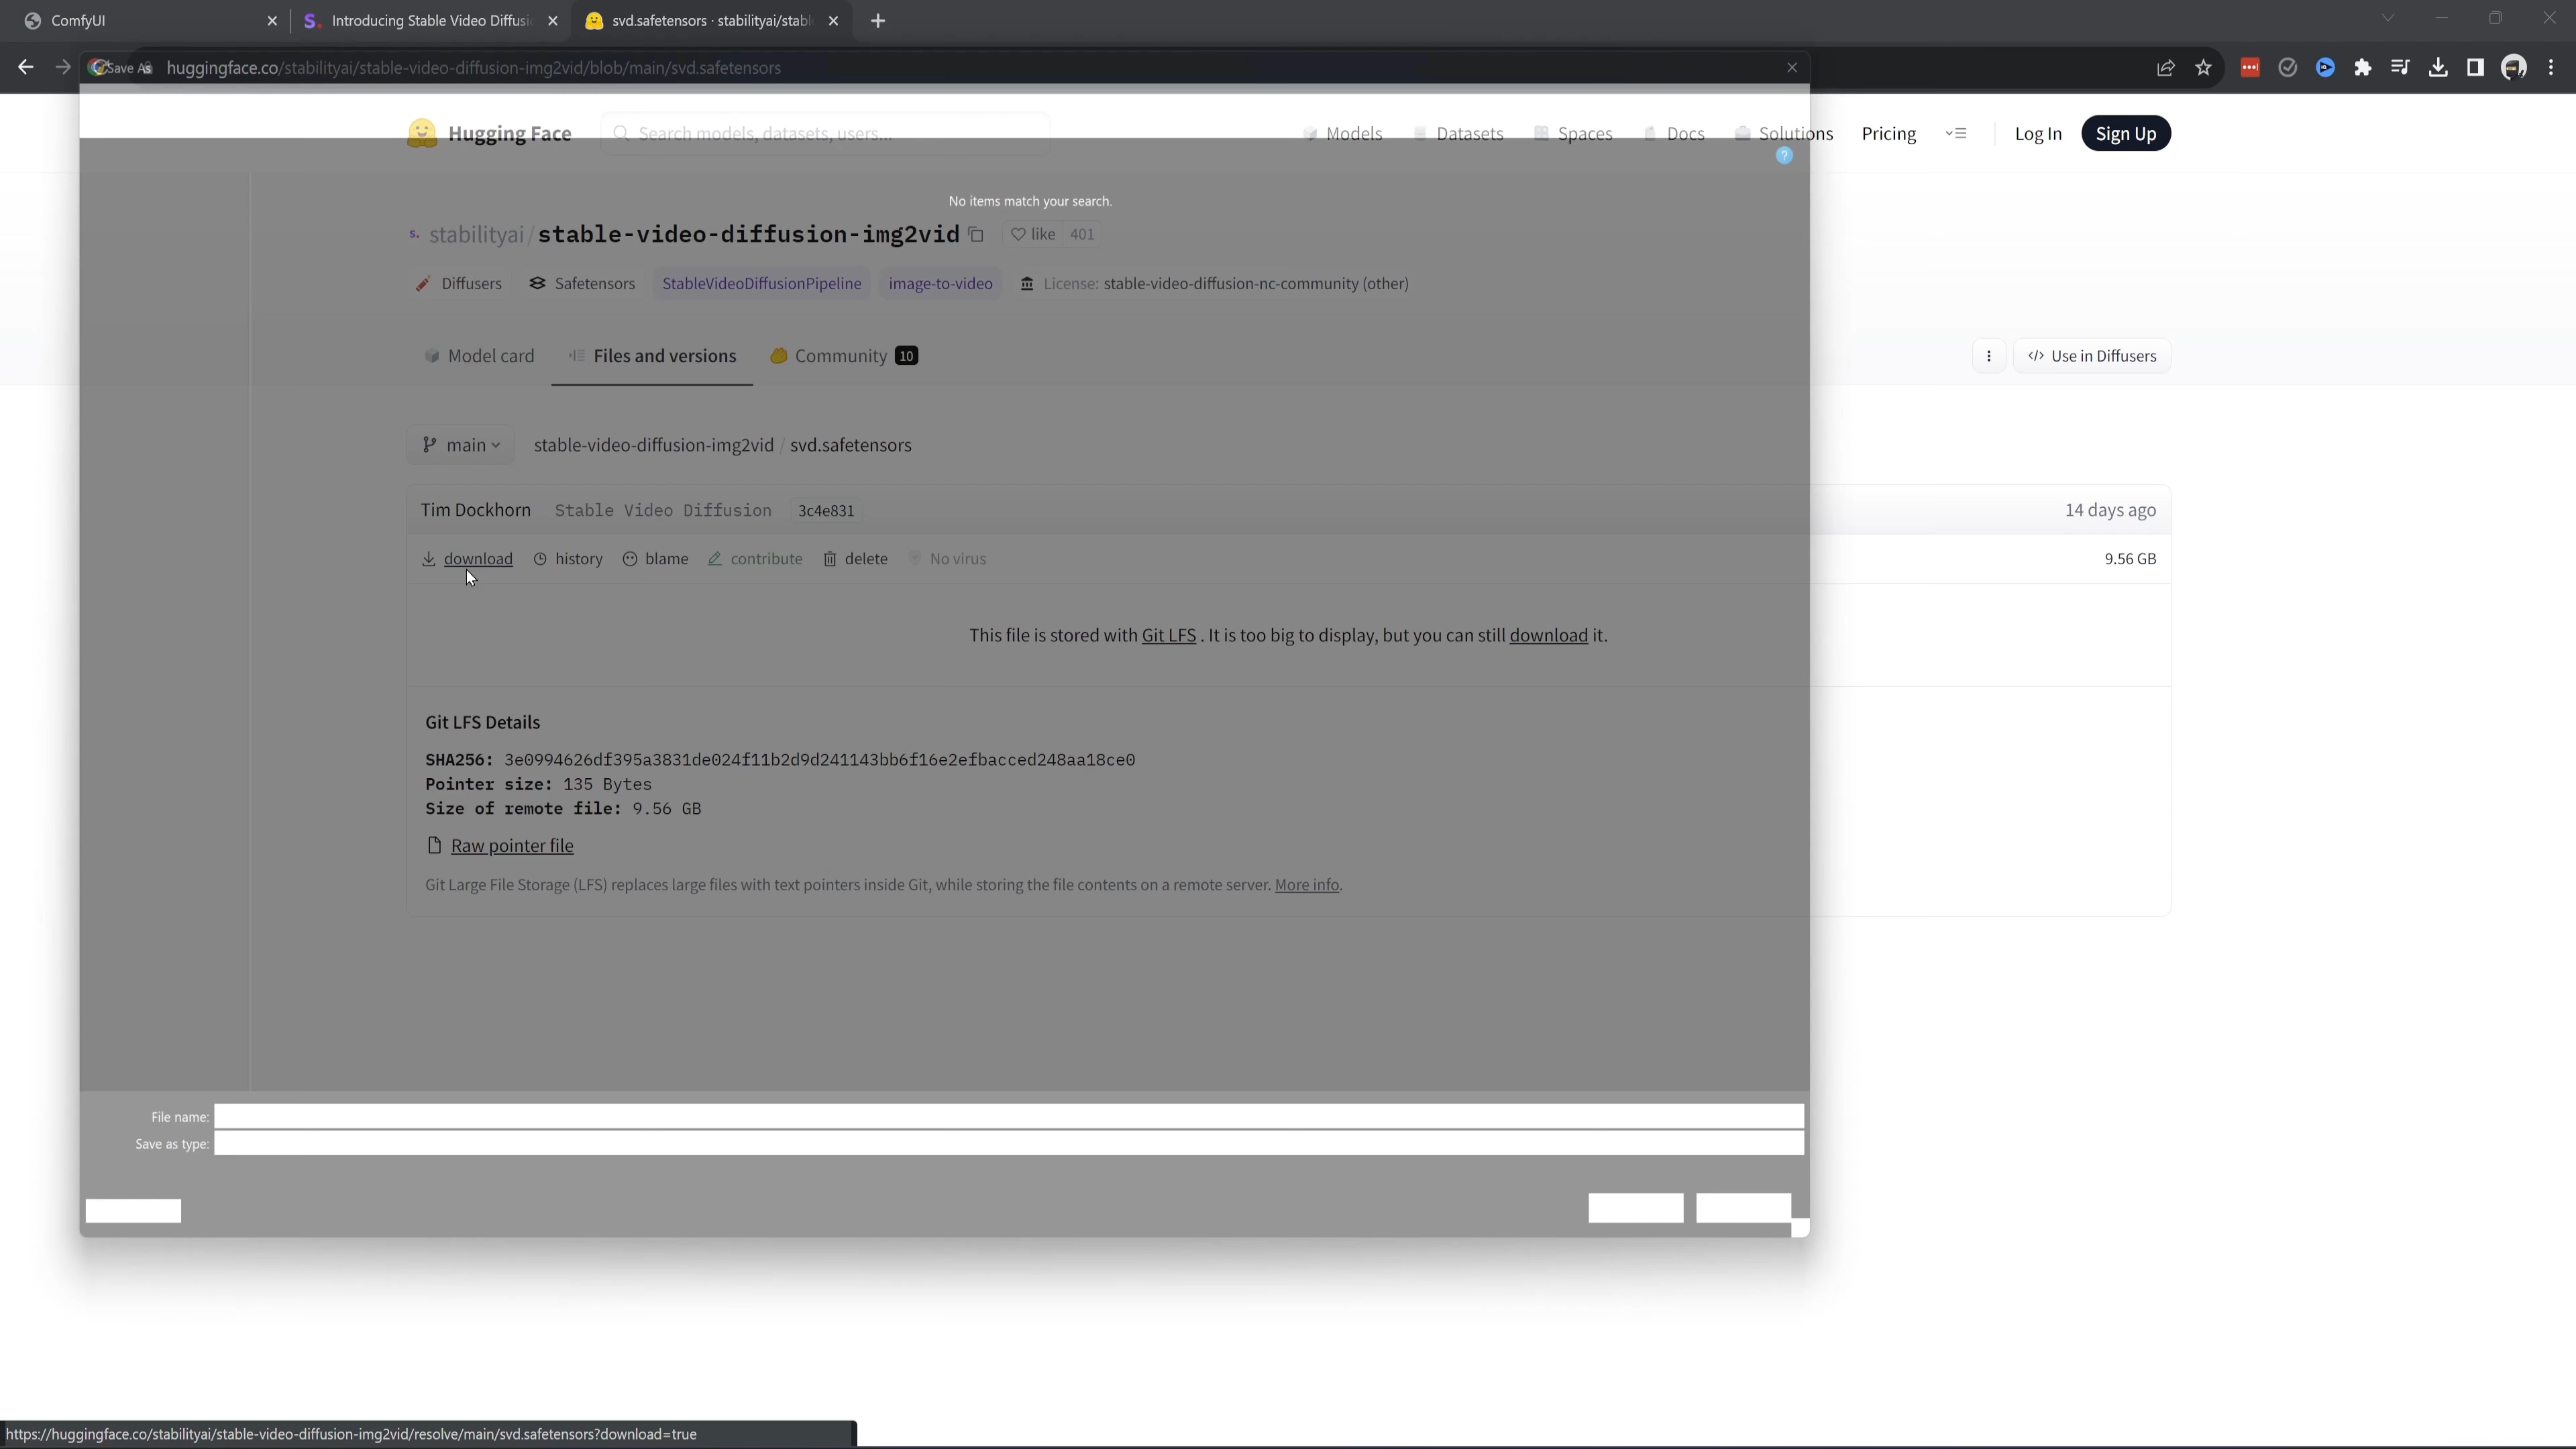 ComfyUI
Introducing Stable Video Diffusi
svd.safetensors · stabilityai/stabl
Save As
huggingface.co/stabilityai/stable-video-diffusion-img2vid/blob/main/svd.safetensors
Hugging Face
Search models, datasets, users...
Models
Datasets
Spaces
Docs
Solutions
Pricing
Log In
Sign Up
?
No items match your search.
stabilityai/stable-video-diffusion-img2vid
like 401
Diffusers
Safetensors
StableVideoDiffusionPipeline
image-to-video
License: stable-video-diffusion-nc-community (other)
Model card
Files and versions
Community 10
Use in Diffusers
main
stable-video-diffusion-img2vid / svd.safetensors
Tim Dockhorn
Stable Video Diffusion
3c4e831
14 days ago
download
history
blame
contribute
delete
No virus
9.56 GB
This file is stored with Git LFS . It is too big to display, but you can still download it.
Git LFS Details
SHA256: 3e0994626df395a3831de024f11b2d9d241143bb6f16e2efbacced248aa18ce0
Pointer size: 135 Bytes
Size of remote file: 9.56 GB
Raw pointer file
Git Large File Storage (LFS) replaces large files with text pointers inside Git, while storing the file contents on a remote server. More info.
File name:
Save as type:
https://huggingface.co/stabilityai/stable-video-diffusion-img2vid/resolve/main/svd.safetensors?download=true